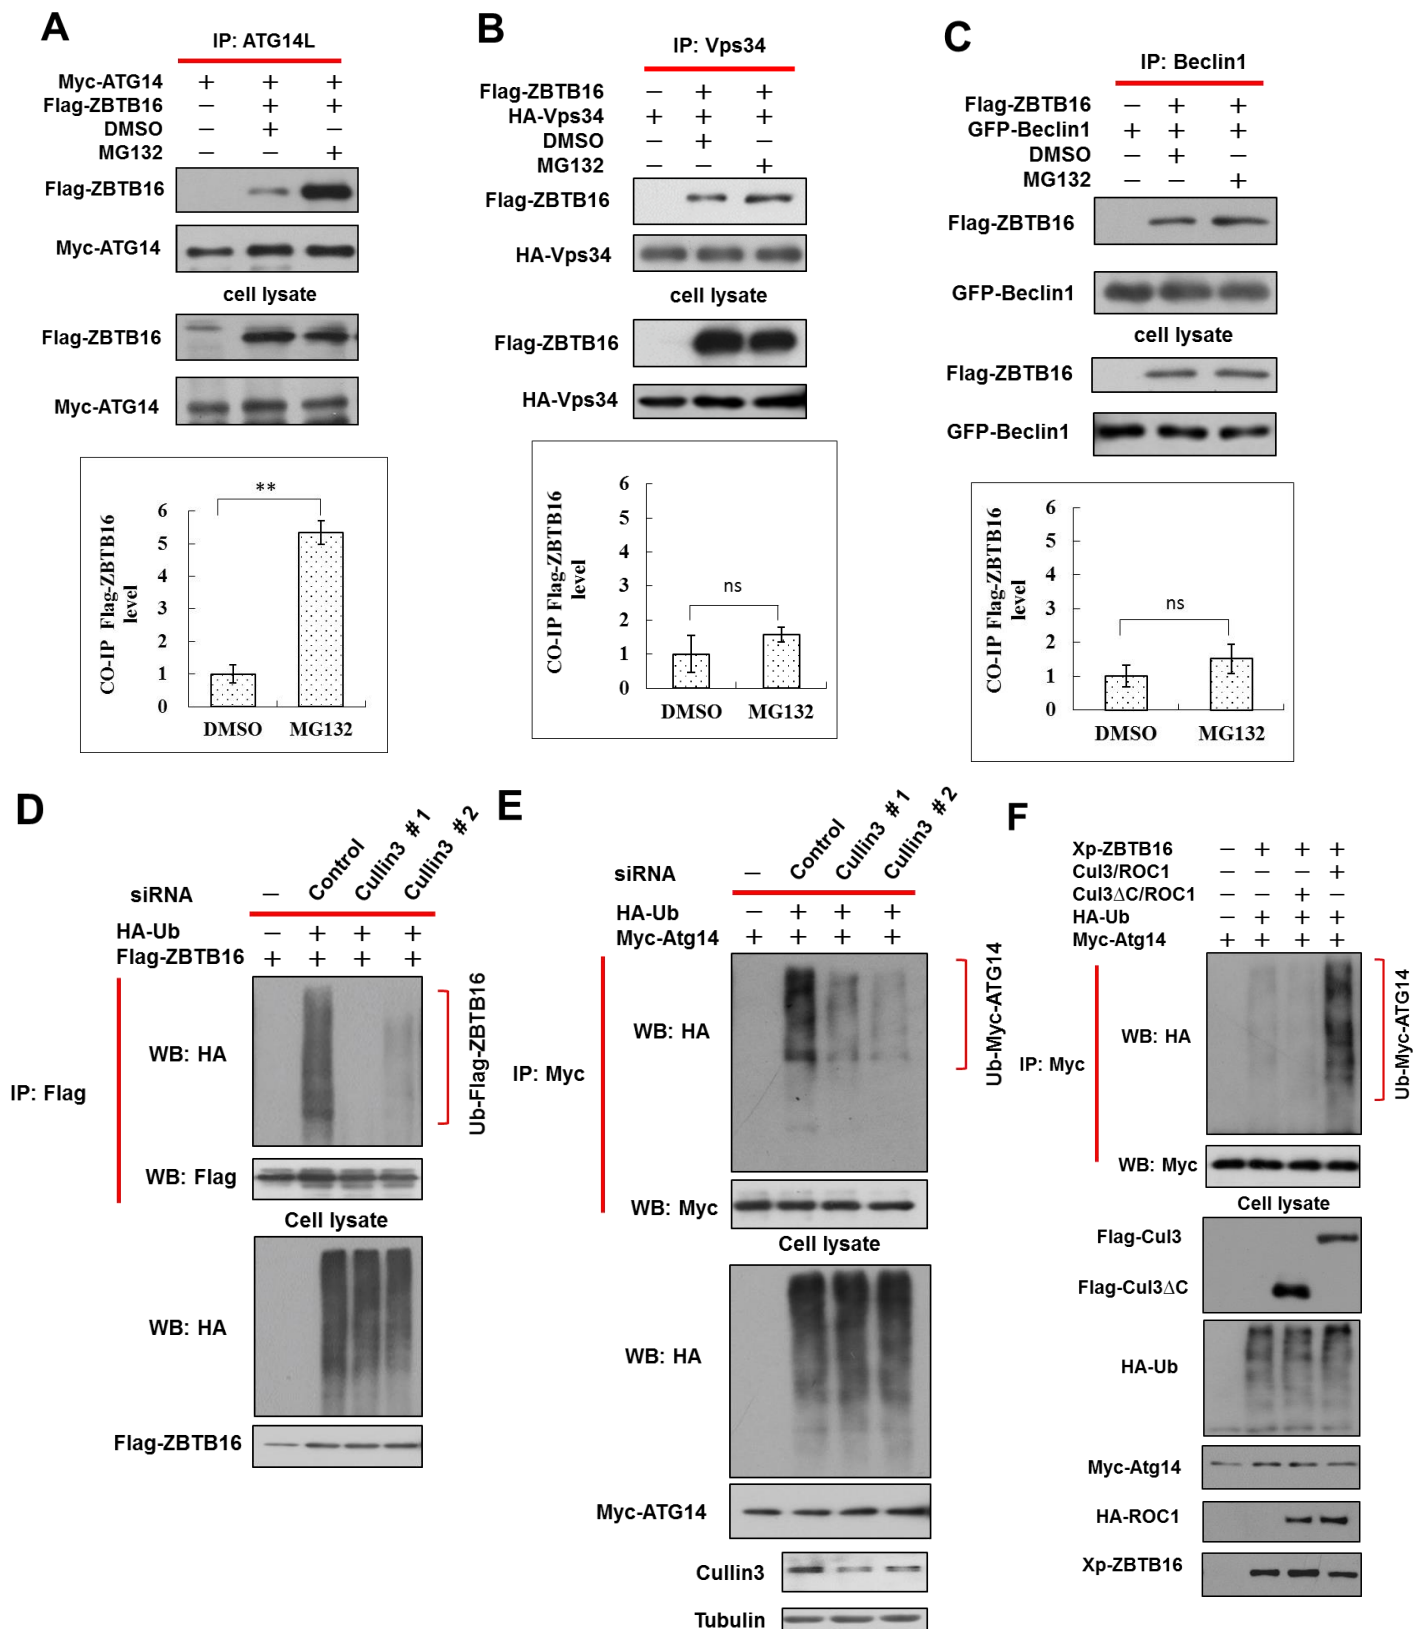 A
IP: ATG14L
Myc-ATG14 + + +
Flag-ZBTB16 − + +
DMSO − + −
MG132 − − +
Flag-ZBTB16
Myc-ATG14
cell lysate
Flag-ZBTB16
Myc-ATG14
CO-IP Flag-ZBTB16
level
**
6
5
4
3
2
1
0
DMSO MG132
B
IP: Vps34
Flag-ZBTB16 − + +
HA-Vps34 + + +
DMSO − + −
MG132 − − +
Flag-ZBTB16
HA-Vps34
cell lysate
Flag-ZBTB16
HA-Vps34
CO-IP Flag-ZBTB16
level
ns
6
5
4
3
2
1
0
DMSO MG132
C
IP: Beclin1
Flag-ZBTB16 − + +
GFP-Beclin1 + + +
DMSO − + −
MG132 − − +
Flag-ZBTB16
GFP-Beclin1
cell lysate
Flag-ZBTB16
GFP-Beclin1
CO-IP Flag-ZBTB16
level
ns
6
5
4
3
2
1
0
DMSO MG132
D
siRNA − Control Cullin3 #1 Cullin3 #2
HA-Ub − + + +
Flag-ZBTB16 + + + +
IP: Flag
WB: HA
Ub-Flag-ZBTB16
WB: Flag
Cell lysate
WB: HA
Flag-ZBTB16
E
siRNA − Control Cullin3 #1 Cullin3 #2
HA-Ub − + + +
Myc-Atg14 + + + +
IP: Myc
WB: HA
Ub-Myc-ATG14
WB: Myc
Cell lysate
WB: HA
Myc-ATG14
Cullin3
Tubulin
F
Xp-ZBTB16 − + + +
Cul3/ROC1 − − − +
Cul3ΔC/ROC1 − − + −
HA-Ub − + + +
Myc-Atg14 + + + +
IP: Myc
WB: HA
Ub-Myc-ATG14
WB: Myc
Cell lysate
Flag-Cul3
Flag-Cul3ΔC
HA-Ub
Myc-Atg14
HA-ROC1
Xp-ZBTB16